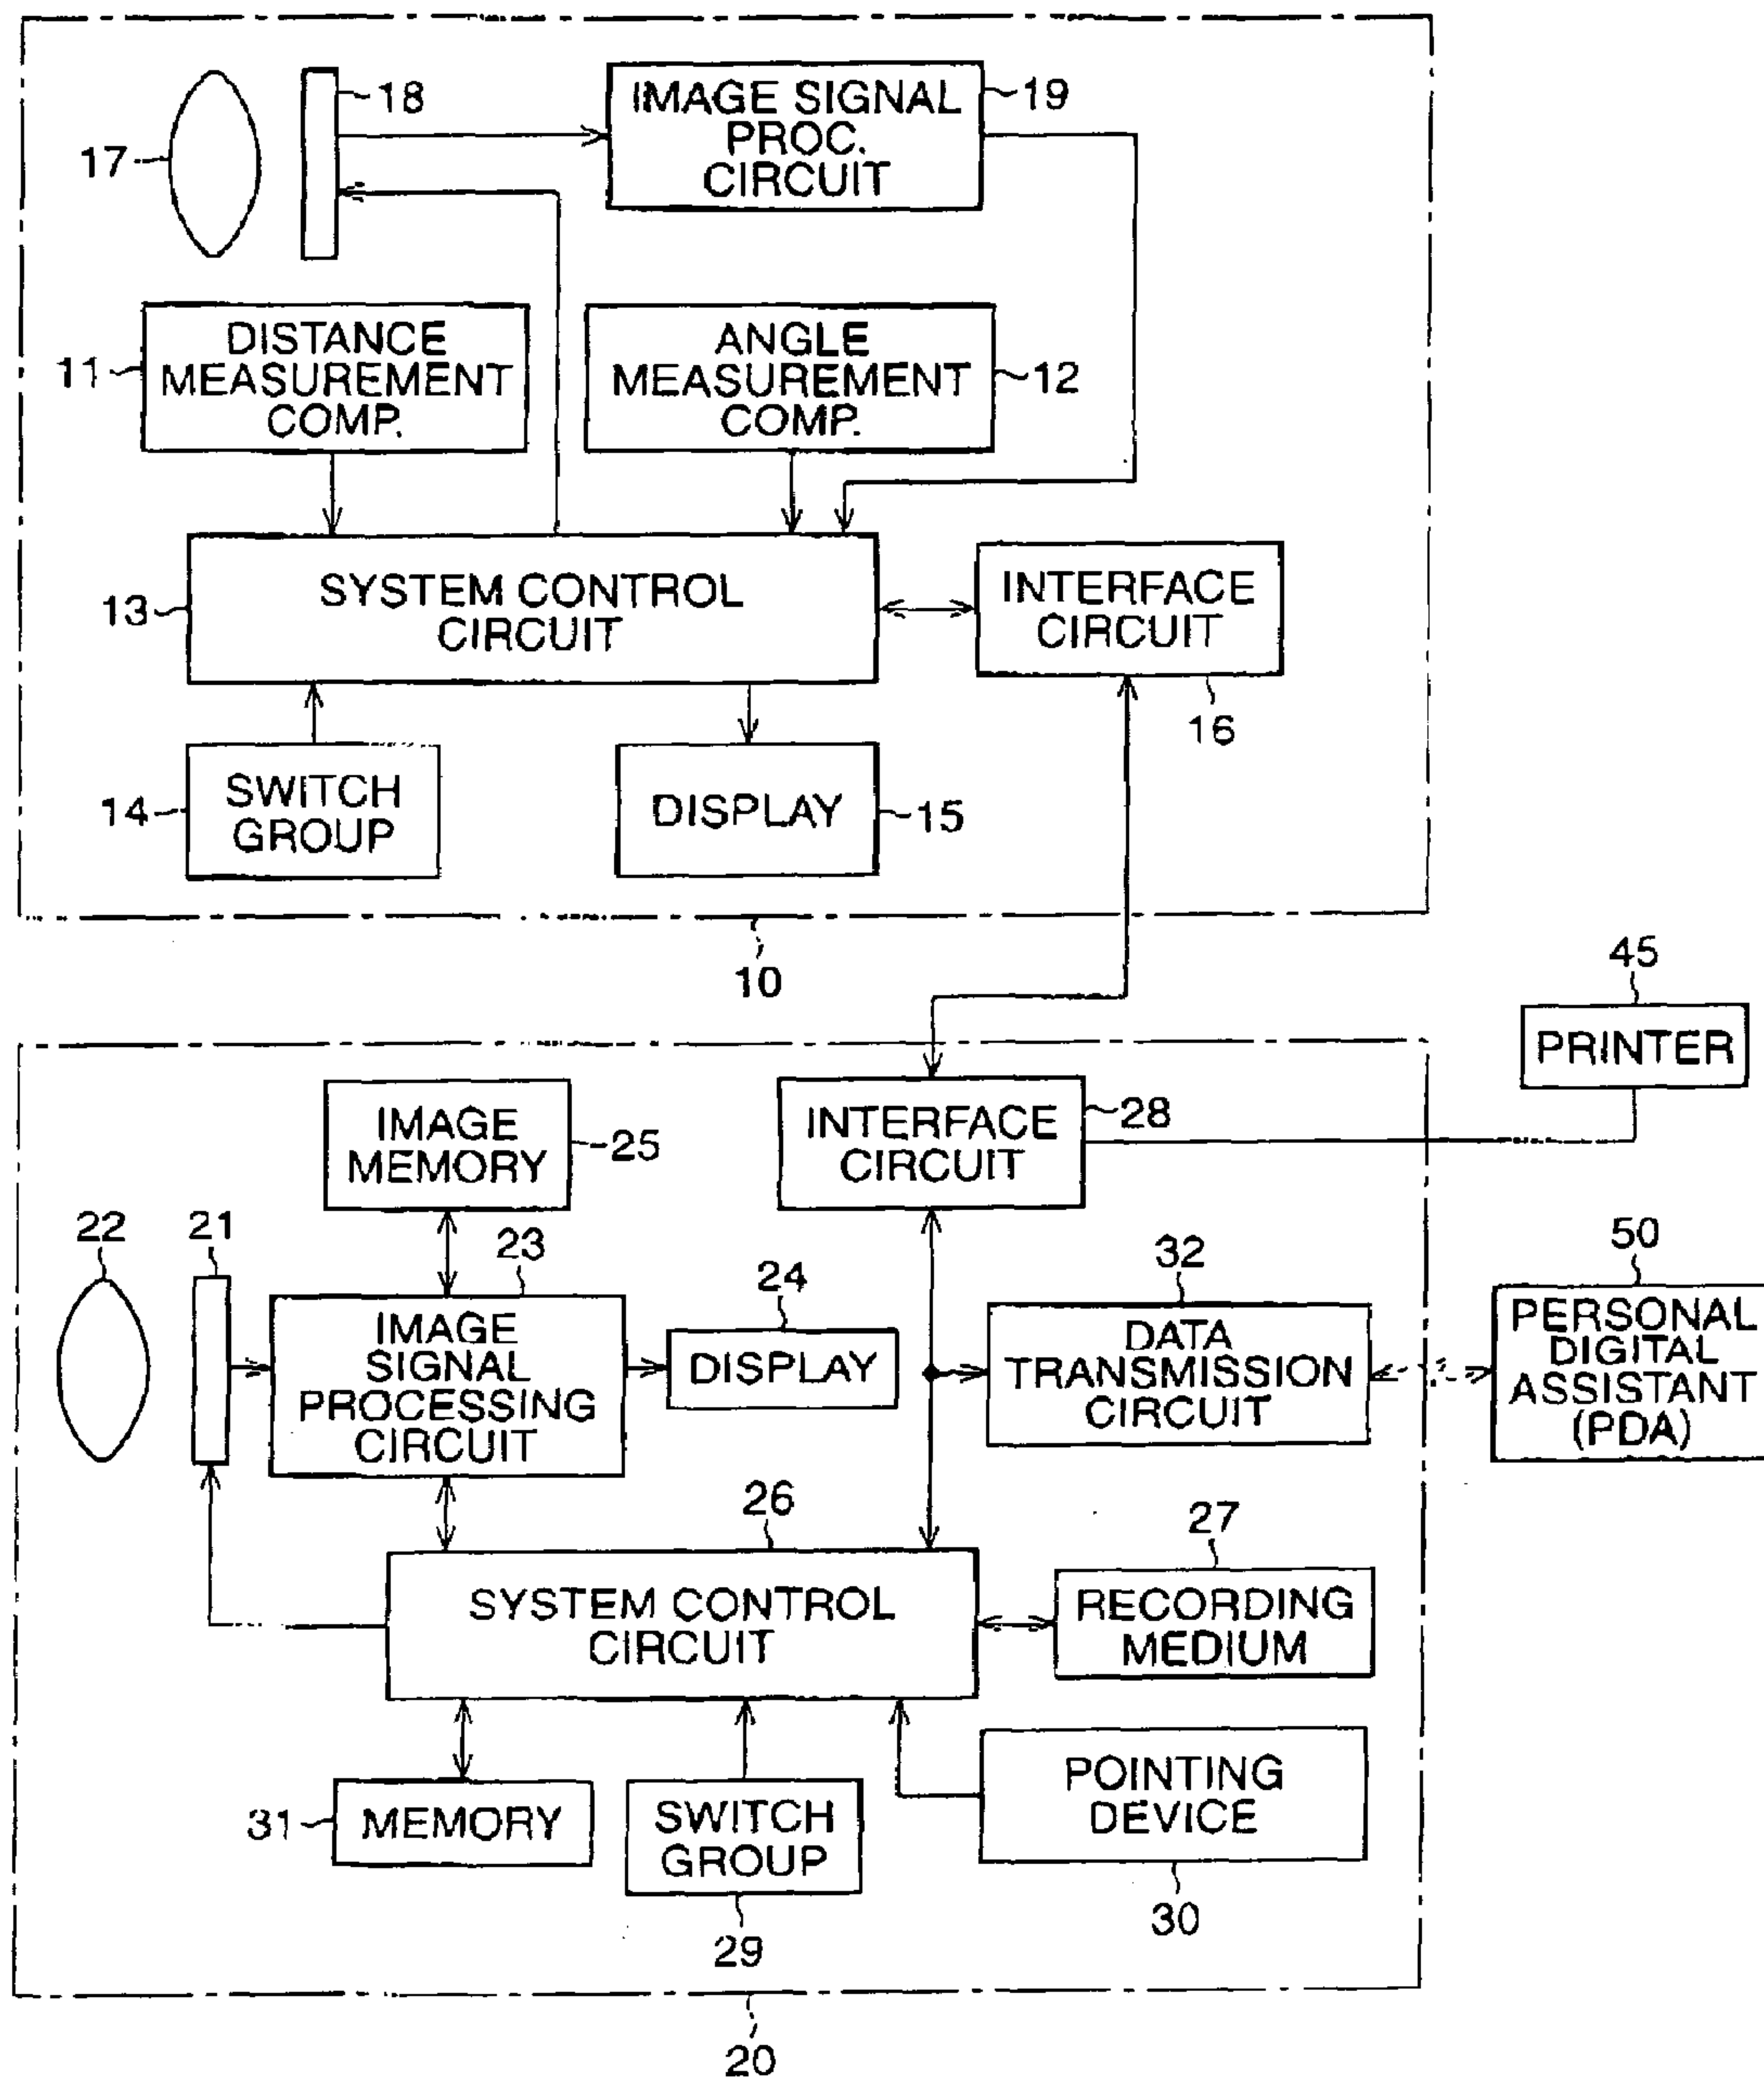 17
18
IMAGE SIGNAL
PROC.
CIRCUIT
19
11
DISTANCE
MEASUREMENT
COMP.
ANGLE
MEASUREMENT
COMP.
12
13
SYSTEM CONTROL
CIRCUIT
INTERFACE
CIRCUIT
16
14
SWITCH
GROUP
DISPLAY
15
10
45
PRINTER
IMAGE
MEMORY
25
INTERFACE
CIRCUIT
28
22
21
23
IMAGE
SIGNAL
PROCESSING
CIRCUIT
24
DISPLAY
32
DATA
TRANSMISSION
CIRCUIT
50
PERSONAL
DIGITAL
ASSISTANT
(PDA)
26
SYSTEM CONTROL
CIRCUIT
27
RECORDING
MEDIUM
31
MEMORY
SWITCH
GROUP
29
POINTING
DEVICE
30
20